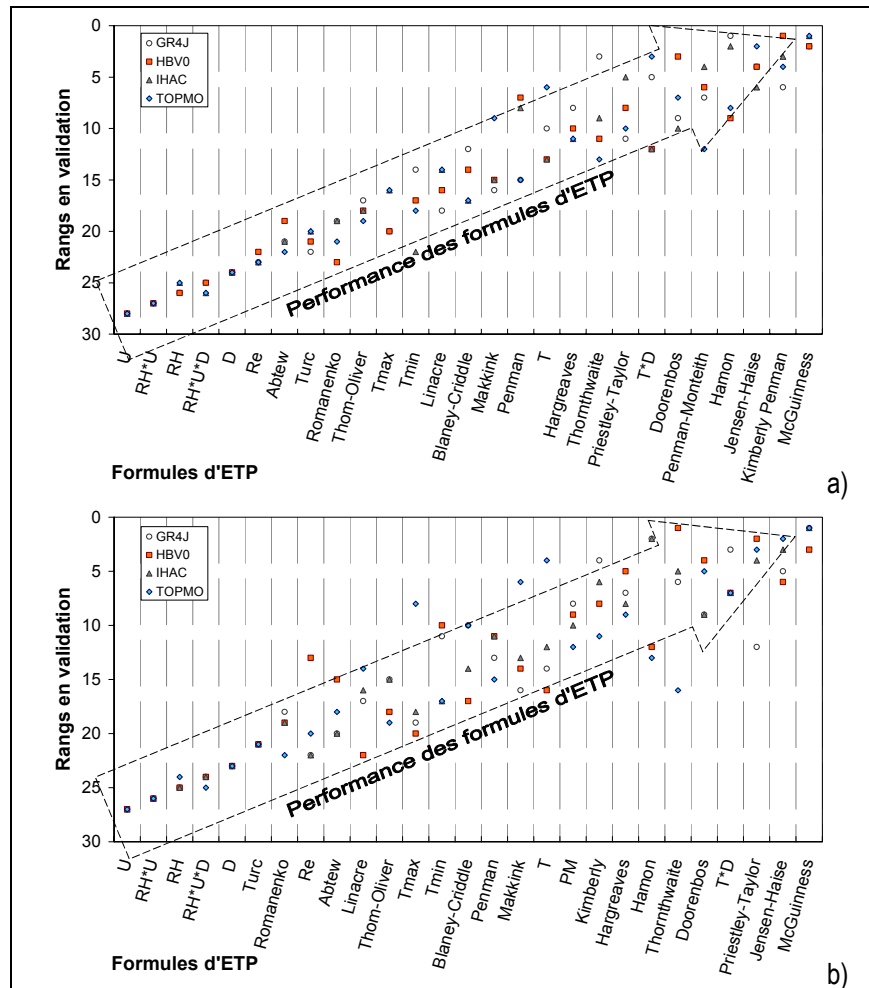 0
5
10
15
20
25
30
Rangs en validation
GR4J
HBV0
IHAC
TOPMO
Performance des formules d'ETP
U
RH*U
RH
RH*U*D
D
Re
Abtew
Turc
Romanenko
Thom-Oliver
Tmax
Tmin
Linacre
Blaney-Criddle
Makkink
Penman
T
Hargreaves
Thornthwaite
Priestley-Taylor
T*D
Doorenbos
Penman-Monteith
Hamon
Jensen-Haise
Kimberly Penman
McGuinness
Formules d'ETP
a)
0
5
10
15
20
25
30
Rangs en validation
GR4J
HBV0
IHAC
TOPMO
Performance des formules d'ETP
U
RH*U
RH
RH*U*D
D
Turc
Romanenko
Re
Abtew
Linacre
Thom-Oliver
Tmax
Tmin
Blaney-Criddle
Penman
Makkink
T
PM
Kimberly
Hargreaves
Hamon
Thornthwaite
Doorenbos
T*D
Priestley-Taylor
Jensen-Haise
McGuinness
Formules d'ETP
b)